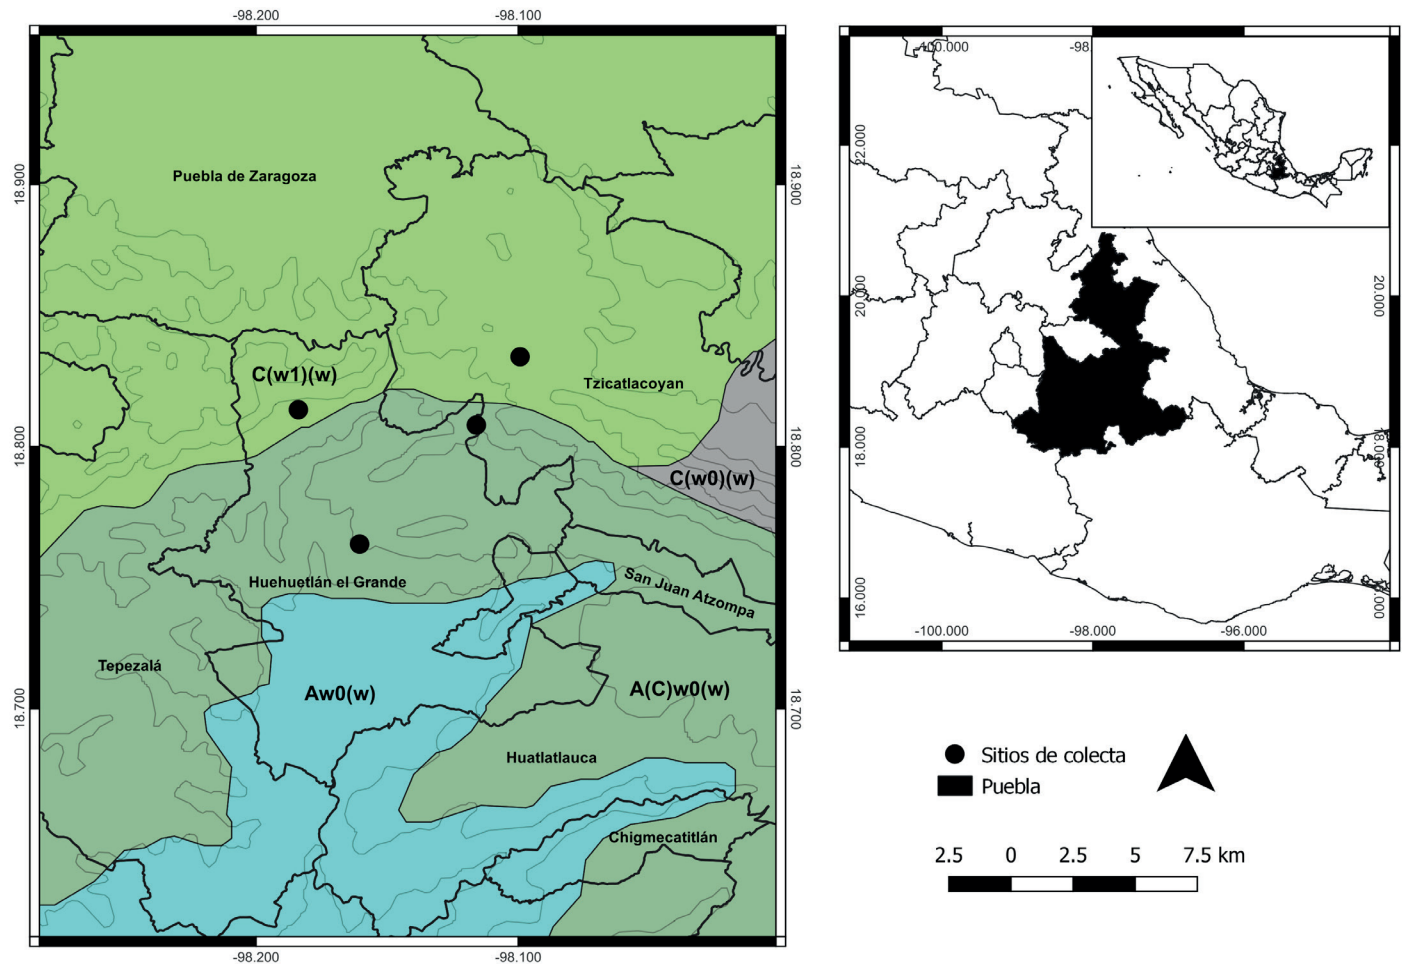 -98.200
-98.100
18.900
18.900
Puebla de Zaragoza
C(w1)(w)
Tzicatlacoyan
18.800
18.800
C(w0)(w)
Huehuetlán el Grande
San Juan Atzompa
Tepezalá
Aw0(w)
A(C)w0(w)
18.700
18.700
Huatlatlauca
Chigmecatitlán
-98.200
-98.100
-100.000
-98
22.000
20.000
20.000
18.000
18.000
16.000
-100.000
-98.000
-96.000
Sitios de colecta
Puebla
2.5 0 2.5 5 7.5 km